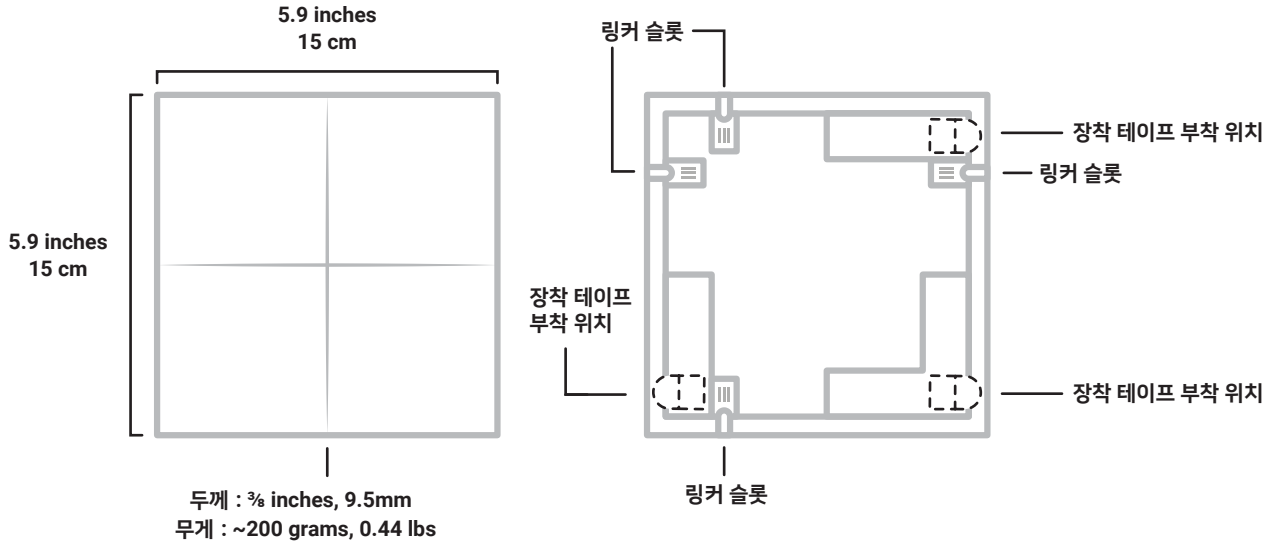 5.9 inches
15 cm
5.9 inches
15 cm
두께 : ⅜ inches, 9.5mm
무게 : ~200 grams, 0.44 lbs
링커 슬롯
장착 테이프 부착 위치
링커 슬롯
장착 테이프
부착 위치
장착 테이프 부착 위치
링커 슬롯